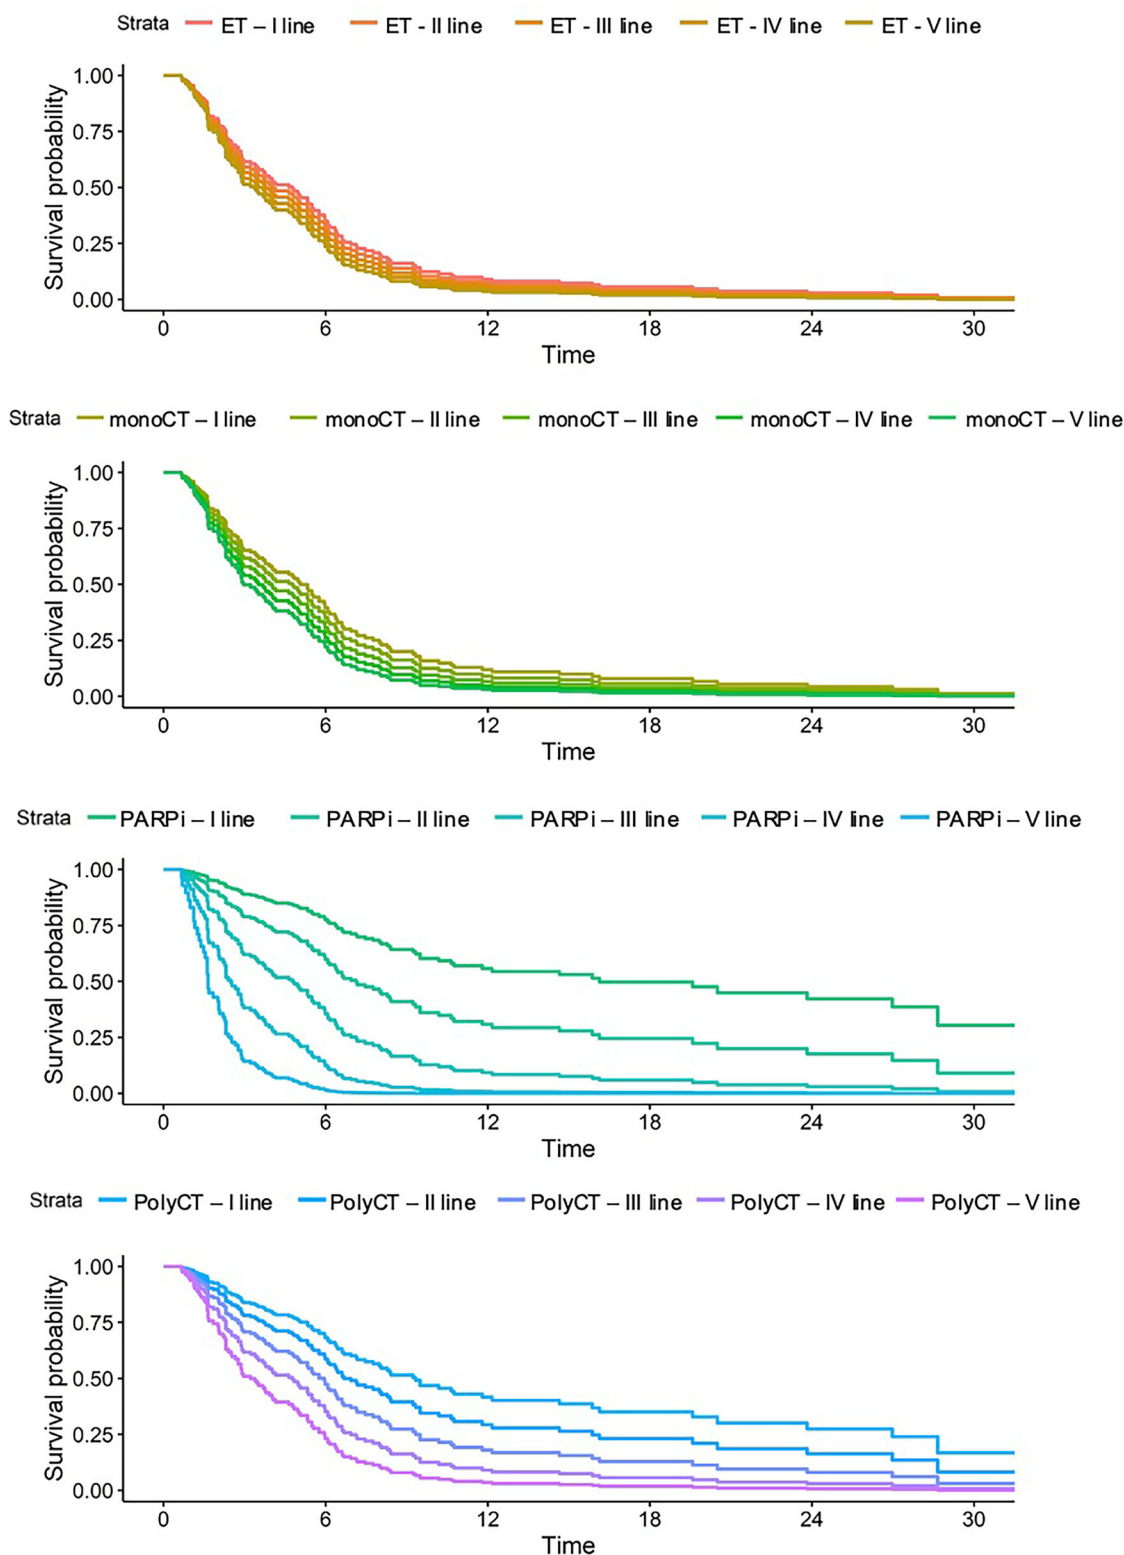 Strata ET – I line ET - II line ET - III line ET - IV line ET - V line
Survival probability
1.00
0.75
0.50
0.25
0.00
0 6 12 18 24 30
Time
Strata monoCT – I line monoCT – II line monoCT – III line monoCT – IV line monoCT – V line
Survival probability
1.00
0.75
0.50
0.25
0.00
0 6 12 18 24 30
Time
Strata PARPi – I line PARPi – II line PARPi – III line PARPi – IV line PARPi – V line
Survival probability
1.00
0.75
0.50
0.25
0.00
0 6 12 18 24 30
Time
Strata PolyCT – I line PolyCT – II line PolyCT – III line PolyCT – IV line PolyCT – V line
Survival probability
1.00
0.75
0.50
0.25
0.00
0 6 12 18 24 30
Time